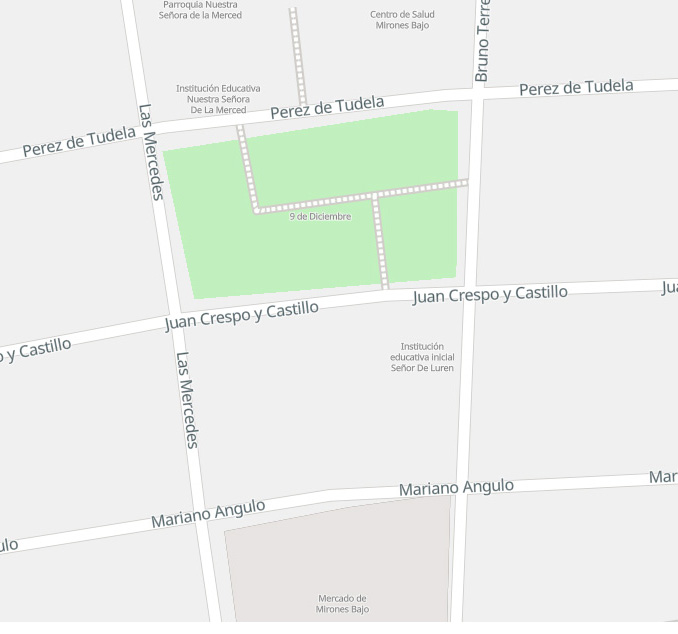 Parroquia Nuestra
Señora de la Merced
Centro de Salud
Mirones Bajo
Bruno Terre
Institución Educativa
Nuestra Señora
De La Merced
Perez de Tudela
Perez de Tudela
Perez de Tudela
Las Mercedes
9 de Diciembre
Juan Crespo y Castillo
Juan Crespo y Castillo
Ju
o y Castillo
Las Mercedes
Institución
educativa inicial
Señor De Luren
Mariano Angulo
Mariano Angulo
Mar
ulo
Mercado de
Mirones Bajo